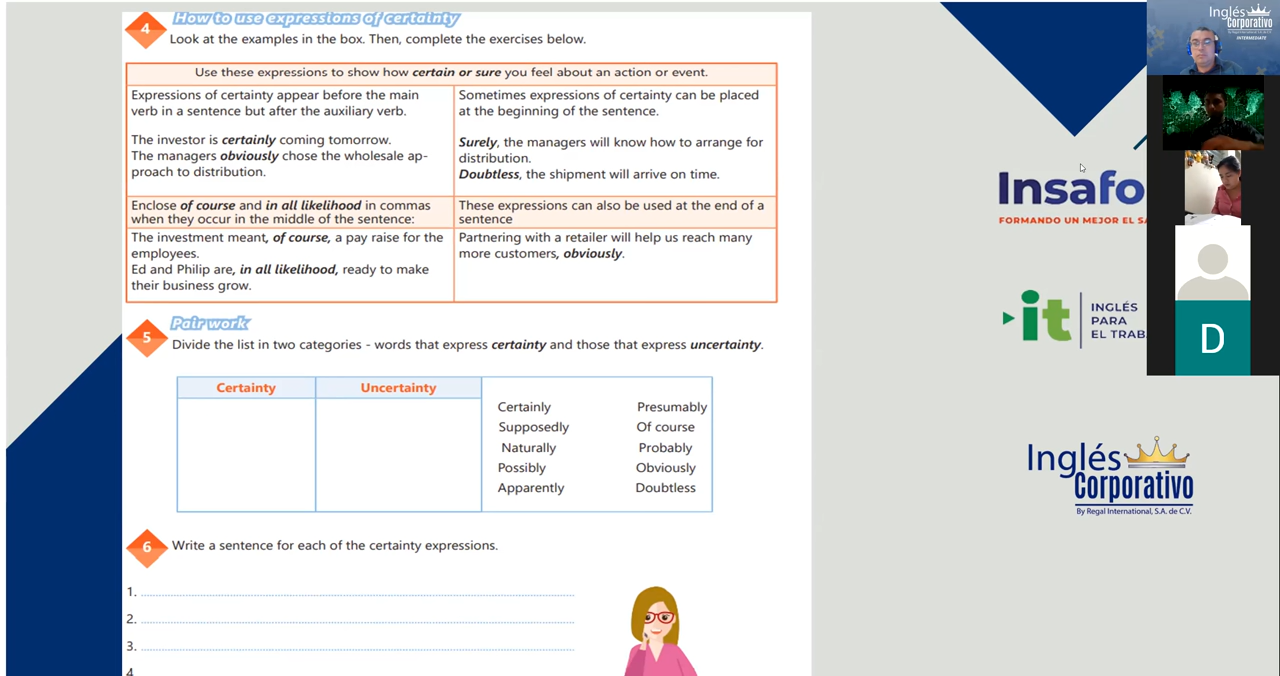 4
How to use expressions of certainty
Look at the examples in the box. Then, complete the exercises below.
Use these expressions to show how certain or sure you feel about an action or event.
Expressions of certainty appear before the main
verb in a sentence but after the auxiliary verb.
The investor is certainly coming tomorrow.
The managers obviously chose the wholesale ap-
proach to distribution.
Sometimes expressions of certainty can be placed
at the beginning of the sentence.
Surely, the managers will know how to arrange for
distribution.
Doubtless, the shipment will arrive on time.
Enclose of course and in all likelihood in commas
when they occur in the middle of the sentence:
These expressions can also be used at the end of a
sentence
The investment meant, of course, a pay raise for the
employees.
Ed and Philip are, in all likelihood, ready to make
their business grow.
Partnering with a retailer will help us reach many
more customers, obviously.
5
Pair work
Divide the list in two categories - words that express certainty and those that express uncertainty.
Certainty Uncertainty
Certainly Presumably
Supposedly Of course
Naturally Probably
Possibly Obviously
Apparently Doubtless
6
Write a sentence for each of the certainty expressions.
1.
2.
3.
4
Inglés
Corporativo
By Regal International, S.A. de C.V.
INTERMEDIATE
Insafo
FORMANDO UN MEJOR EL SA
it
INGLÉS
PARA
EL TRAB
D
Inglés
Corporativo
By Regal International, S.A. de C.V.